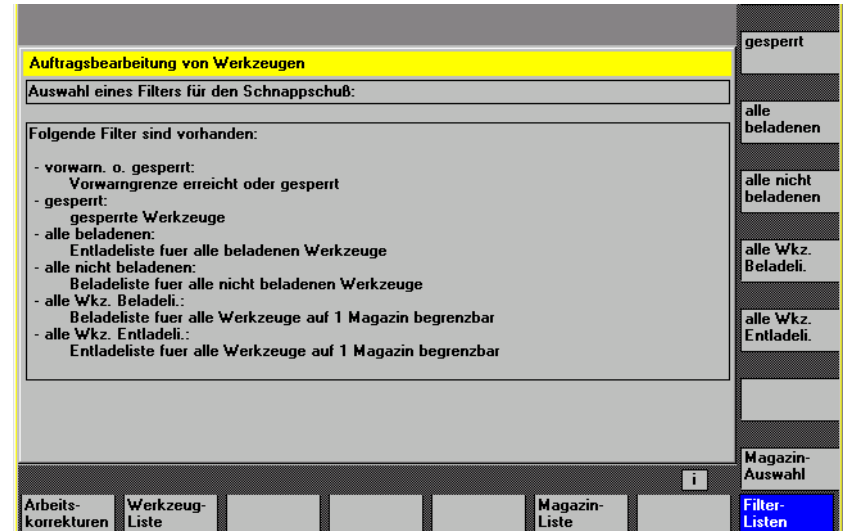 Auftragsbearbeitung von Werkzeugen
Auswahl eines Filters für den Schnappschuß:
Folgende Filter sind vorhanden:
- vorwarn. o. gesperrt:
Vorwarngrenze erreicht oder gesperrt
- gesperrt:
gesperrte Werkzeuge
- alle beladenen:
Entladeliste fuer alle beladenen Werkzeuge
- alle nicht beladenen:
Beladeliste fuer alle nicht beladenen Werkzeuge
- alle Wkz. Beladeli.:
Beladeliste fuer alle Werkzeuge auf 1 Magazin begrenzbar
- alle Wkz. Entladeli.:
Entladeliste fuer alle Werkzeuge auf 1 Magazin begrenzbar
gesperrt
alle
beladenen
alle nicht
beladenen
alle Wkz.
Beladeli.
alle Wkz.
Entladeli.
Magazin-
Auswahl
i
Arbeits-
korrekturen
Werkzeug-
Liste
Magazin-
Liste
Filter-
Listen